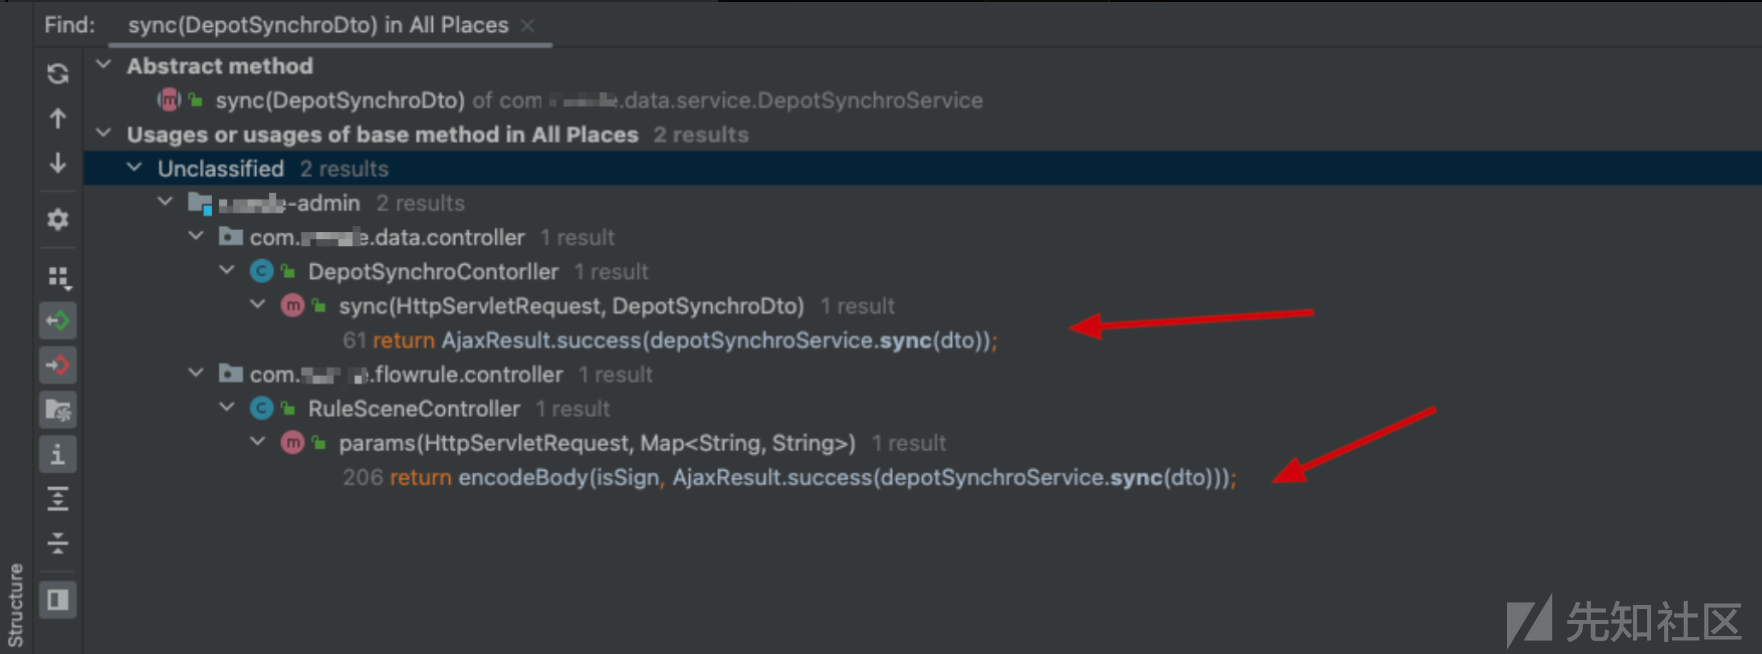 Find: sync(DepotSynchroDto) in All Places
Abstract method
sync(DepotSynchroDto) of com .data.service.DepotSynchroService
Usages or usages of base method in All Places 2 results
Unclassified 2 results
-admin 2 results
com. e.data.controller 1 result
DepotSynchroContorller 1 result
sync(HttpServletRequest, DepotSynchroDto) 1 result
61 return AjaxResult.success(depotSynchroService.sync(dto));
com. .flowrule.controller 1 result
RuleSceneController 1 result
params(HttpServletRequest, Map<String, String>) 1 result
206 return encodeBody(isSign, AjaxResult.success(depotSynchroService.sync(dto)));
Structure
先知社区